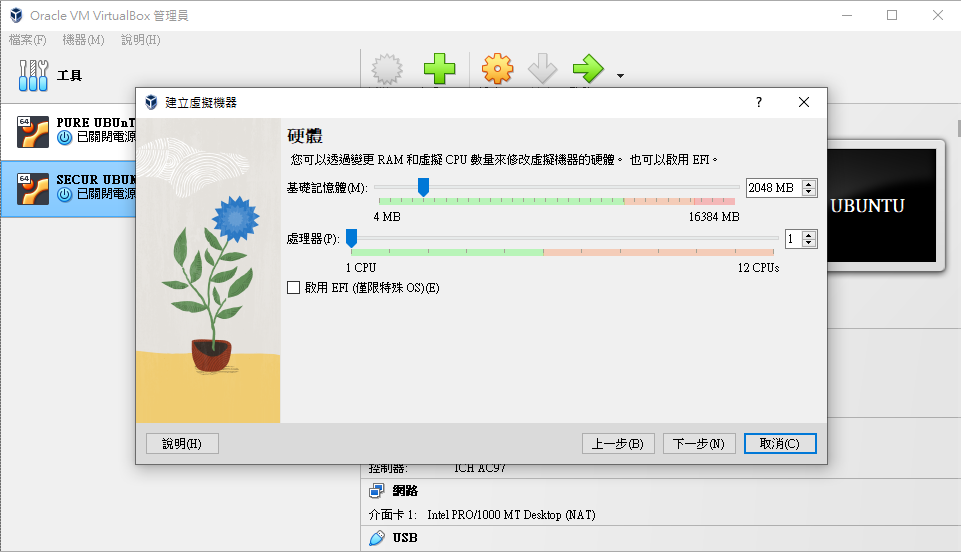 Oracle VM VirtualBox 管理員
檔案(F) 機器(M) 說明(H)
工具
建立虛擬機器
?
64
PURE UBUnT
已關閉電源
64
SECUR UBUN
已關閉電源
硬體
您可以透過變更 RAM 和虛擬 CPU 數量來修改虛擬機器的硬體。 也可以啟用 EFI。
基礎記憶體(M):
2048 MB
4 MB
16384 MB
處理器(P):
1
1 CPU
12 CPUs
啟用 EFI (僅限特殊 OS)(E)
UBUNTU
說明(H)
上一步(B)
下一步(N)
取消(C)
控制器: ICH AC97
網路
介面卡 1: Intel PRO/1000 MT Desktop (NAT)
USB